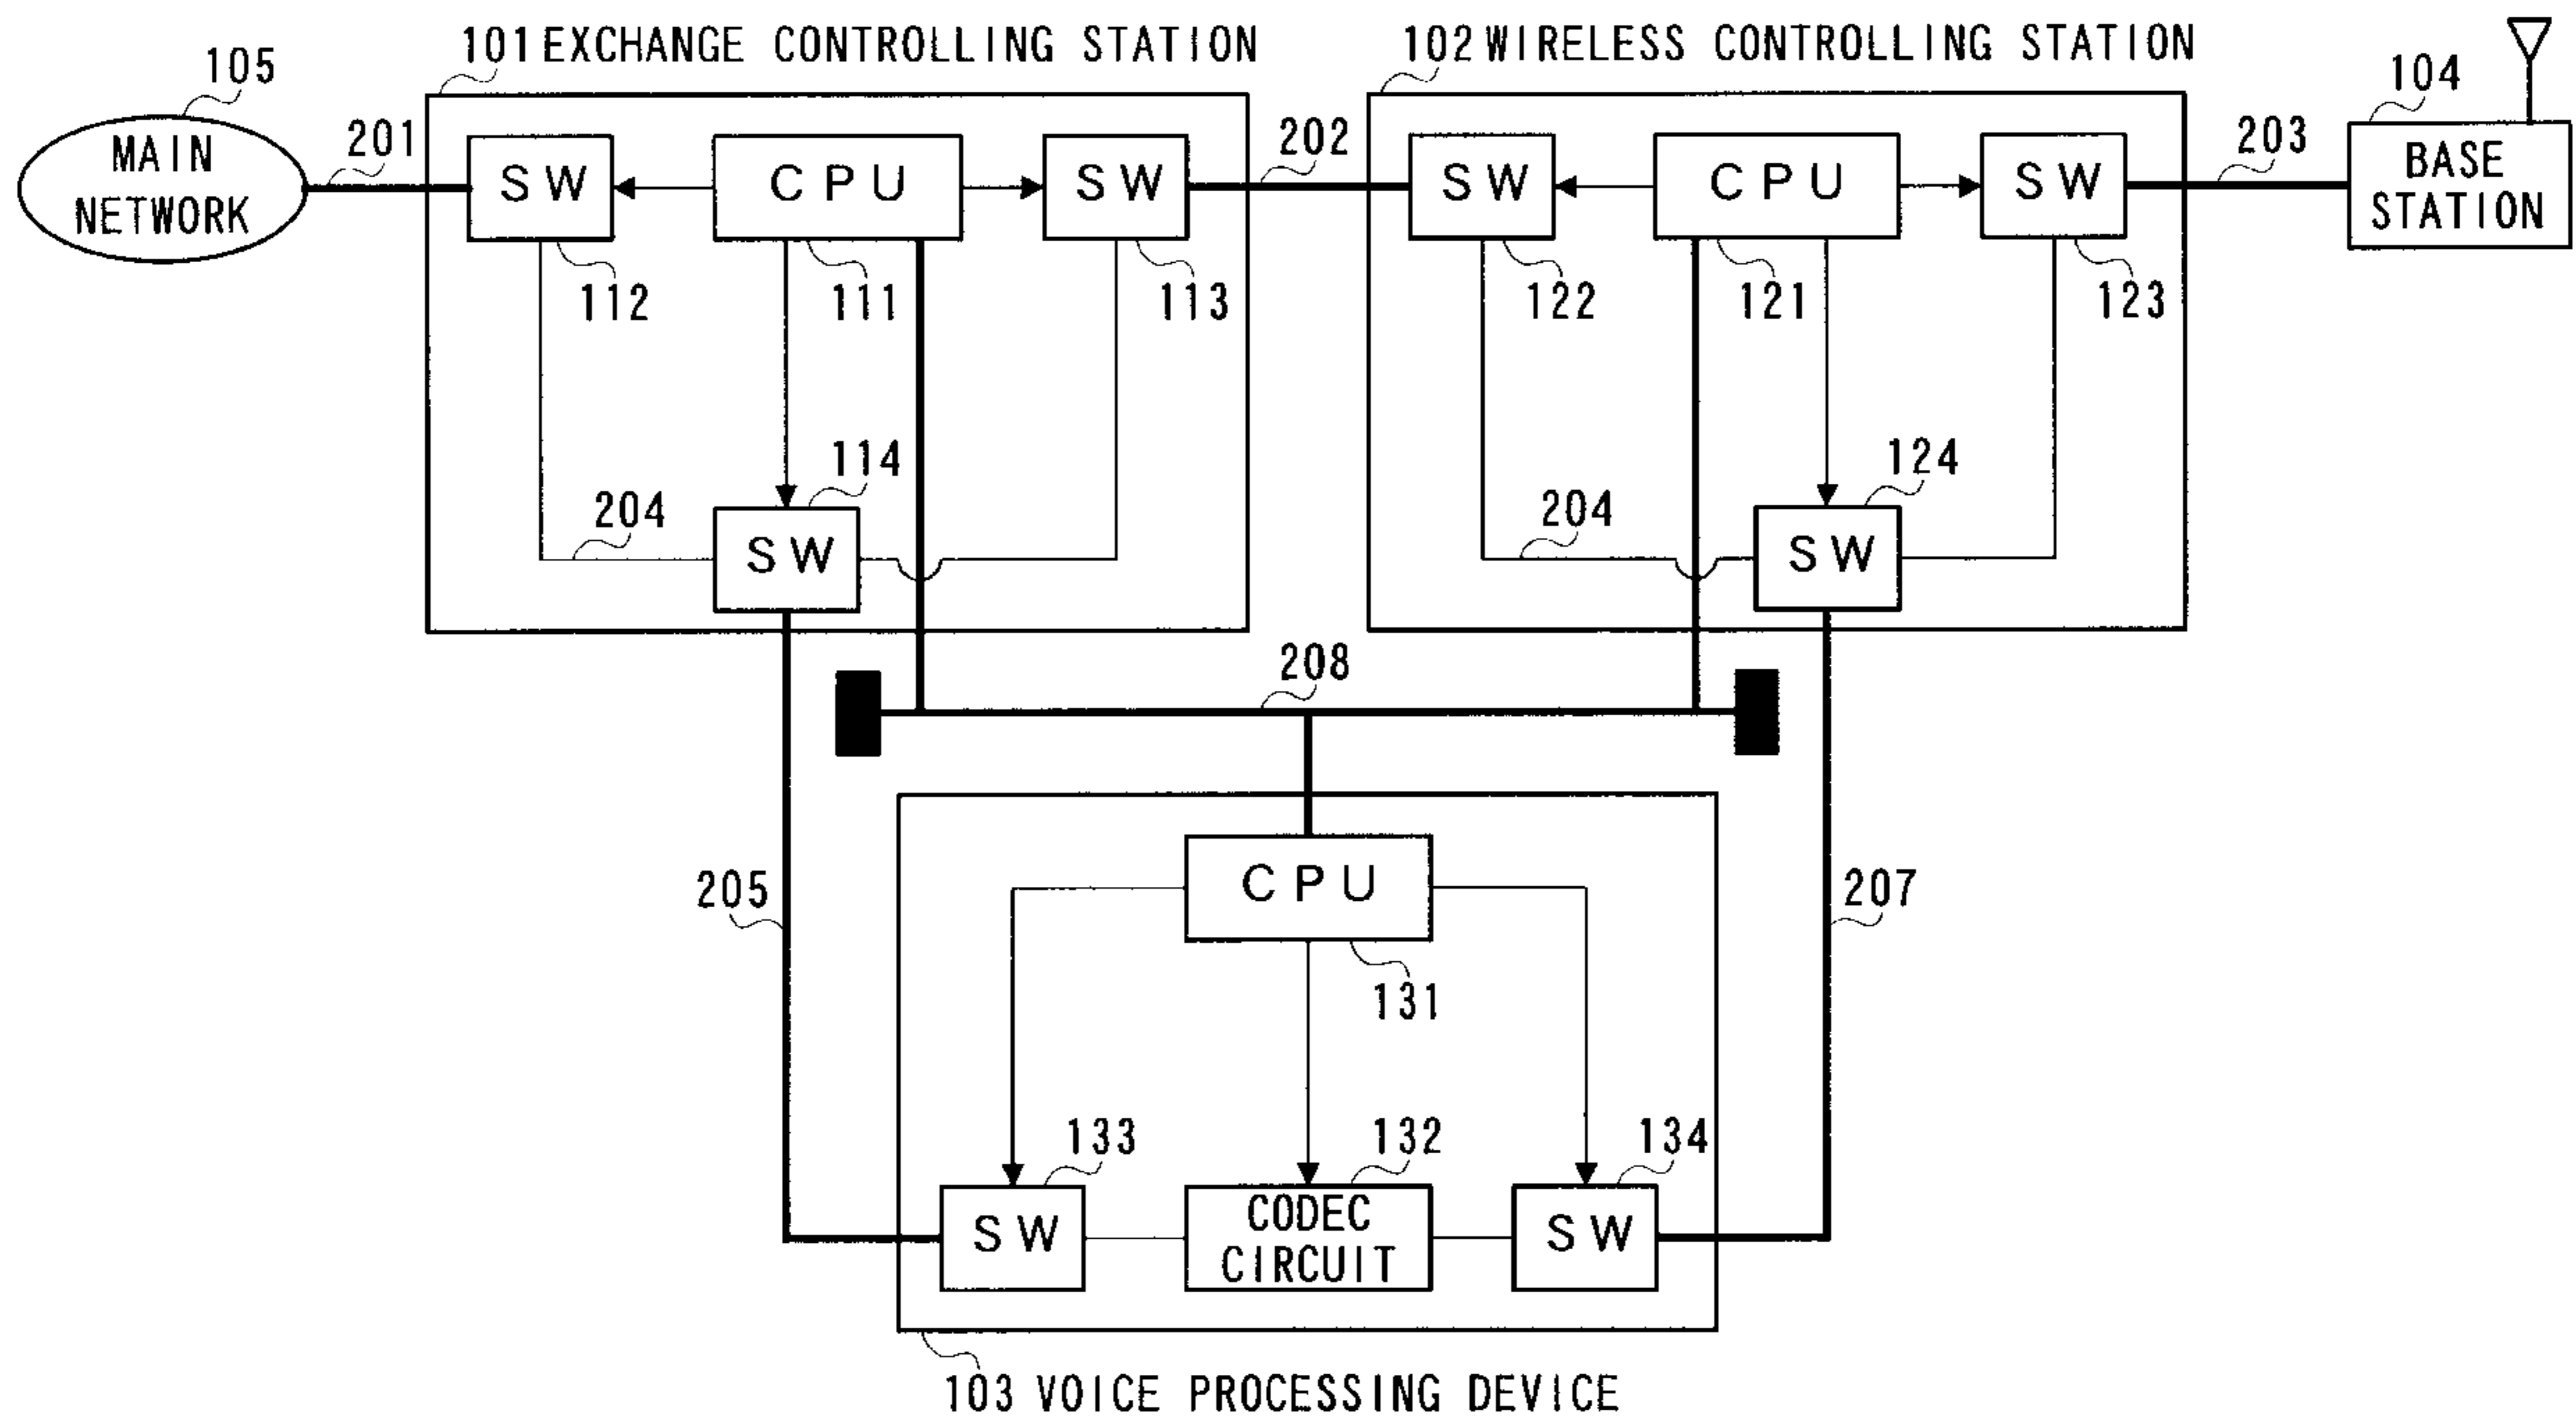 101 EXCHANGE CONTROLLING STATION
102 WIRELESS CONTROLLING STATION
105
104
MAIN
NETWORK
201
SW
CPU
SW
202
SW
CPU
SW
203
BASE
STATION
112
111
113
122
121
123
114
124
204
SW
204
SW
208
205
CPU
207
131
133
132
134
SW
CODEC
CIRCUIT
SW
103 VOICE PROCESSING DEVICE